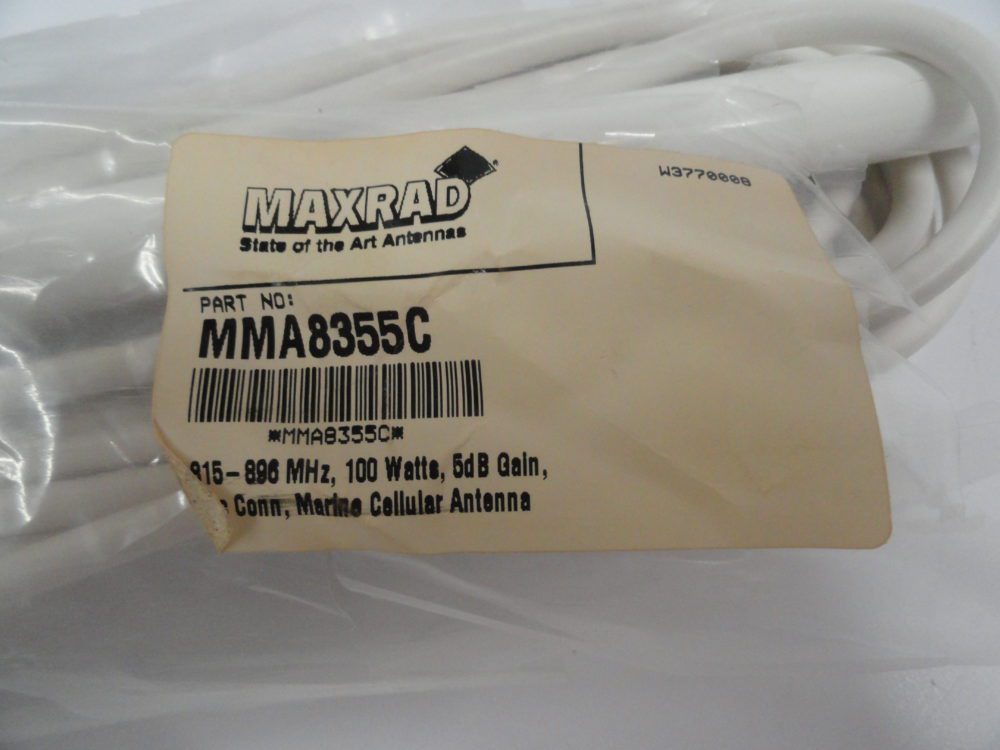 MAXRAD®
State of the Art Antennas
W3770008
PART NO:
MMA8355C
*MMA8355C*
815-896 MHz, 100 Watts, 5dB Gain,
Conn, Marine Cellular Antenna